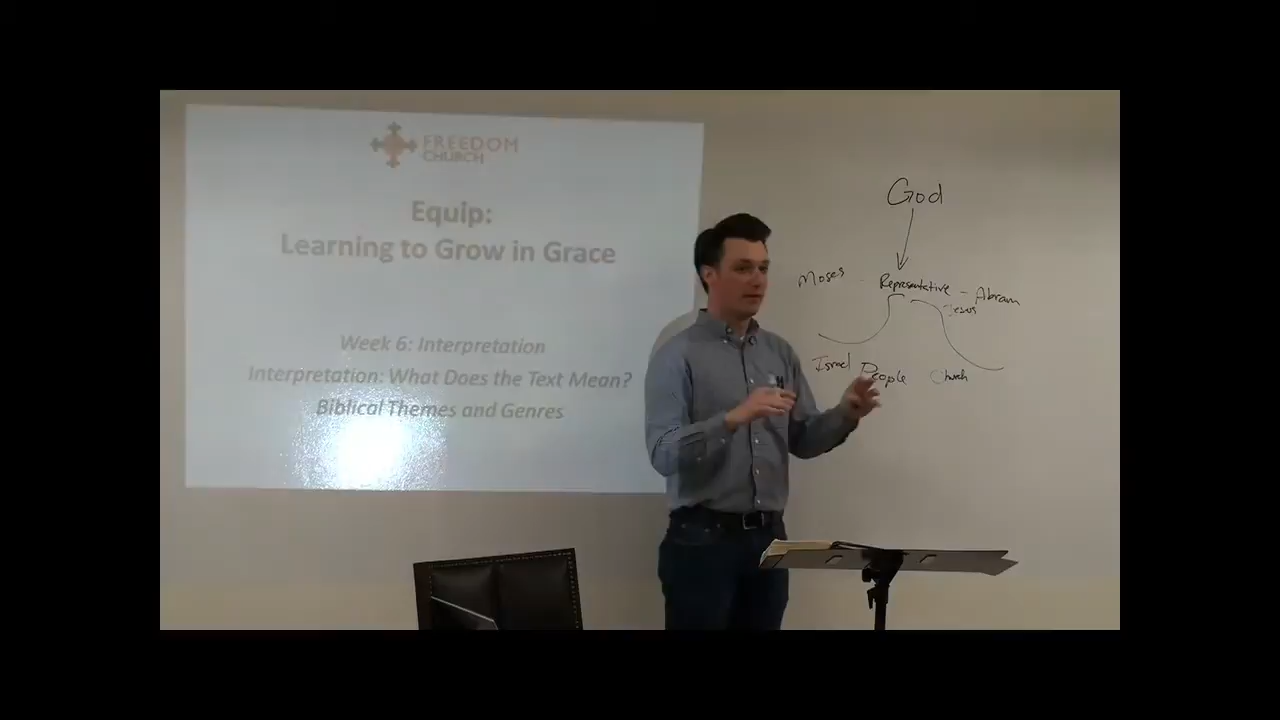 FREEDOM
CHURCH
Equip:
Learning to Grow in Grace
Week 6: Interpretation
Interpretation: What Does the Text Mean?
Biblical Themes and Genres
God
Moses - Representative - Abram
Jesus
Israel People Church